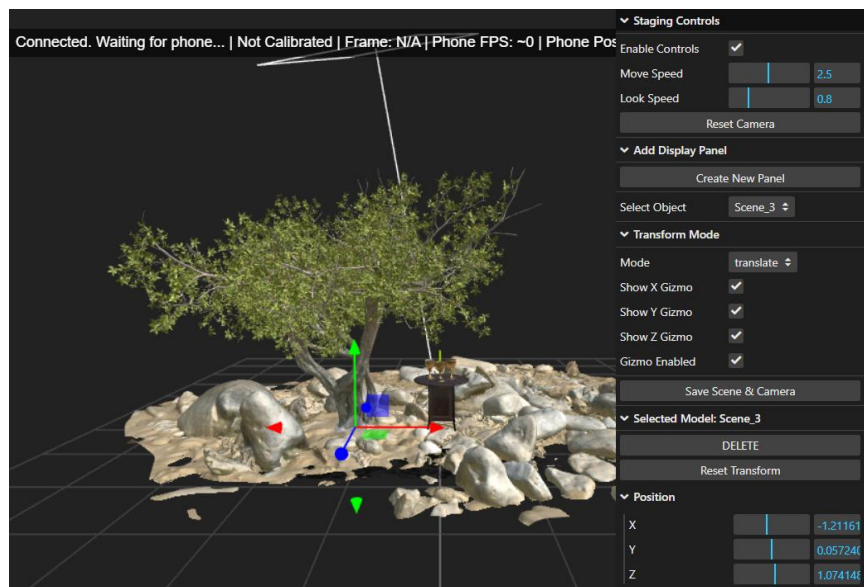 Connected. Waiting for phone... | Not Calibrated | Frame: N/A | Phone FPS: ~0 | Phone Pos
Staging Controls
Enable Controls
Move Speed 2.5
Look Speed 0.8
Reset Camera
Add Display Panel
Create New Panel
Select Object Scene_3
Transform Mode
Mode translate
Show X Gizmo
Show Y Gizmo
Show Z Gizmo
Gizmo Enabled
Save Scene & Camera
Selected Model: Scene_3
DELETE
Reset Transform
Position
X -1.21161
Y 0.057240
Z 1.074148